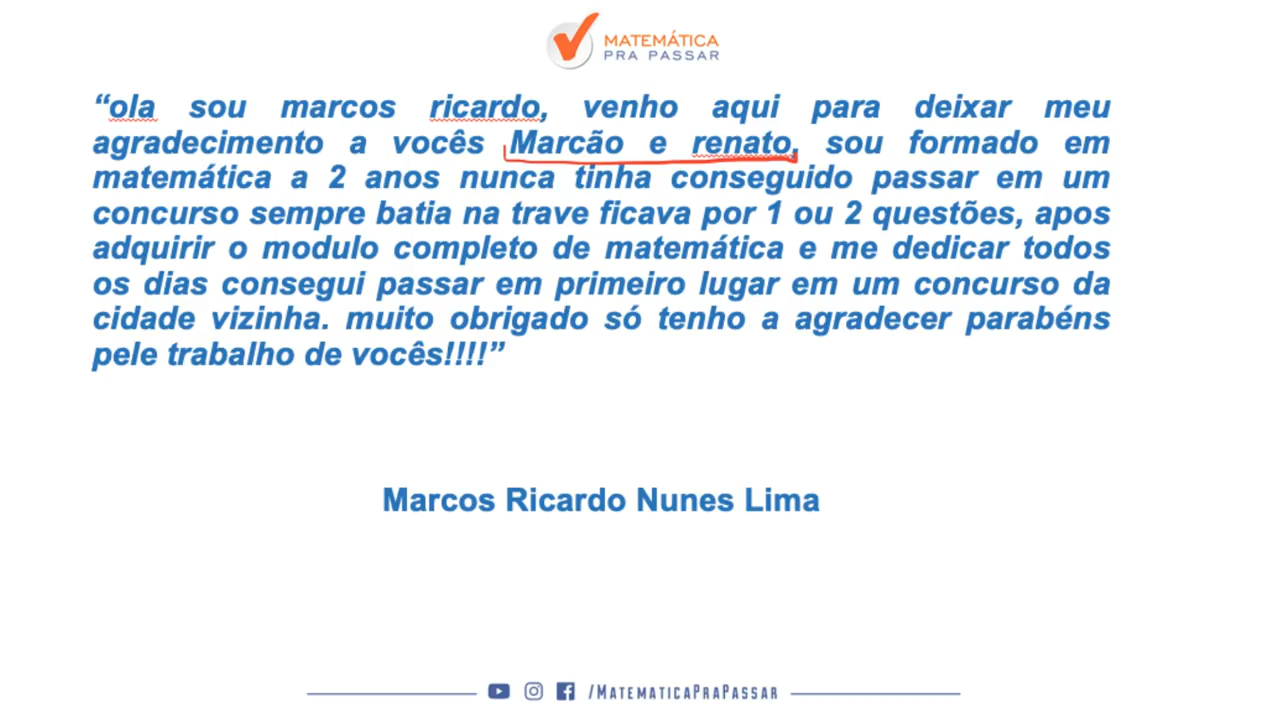 MATEMÁTICA
PRA PASSAR
“ola sou marcos ricardo, venho aqui para deixar meu
agradecimento a vocês Marcão e renato, sou formado em
matemática a 2 anos nunca tinha conseguido passar em um
concurso sempre batia na trave ficava por 1 ou 2 questões, apos
adquirir o modulo completo de matemática e me dedicar todos
os dias consegui passar em primeiro lugar em um concurso da
cidade vizinha. muito obrigado só tenho a agradecer parabéns
pele trabalho de vocês!!!!”
Marcos Ricardo Nunes Lima
/MATEMATICAPRAPASSAR